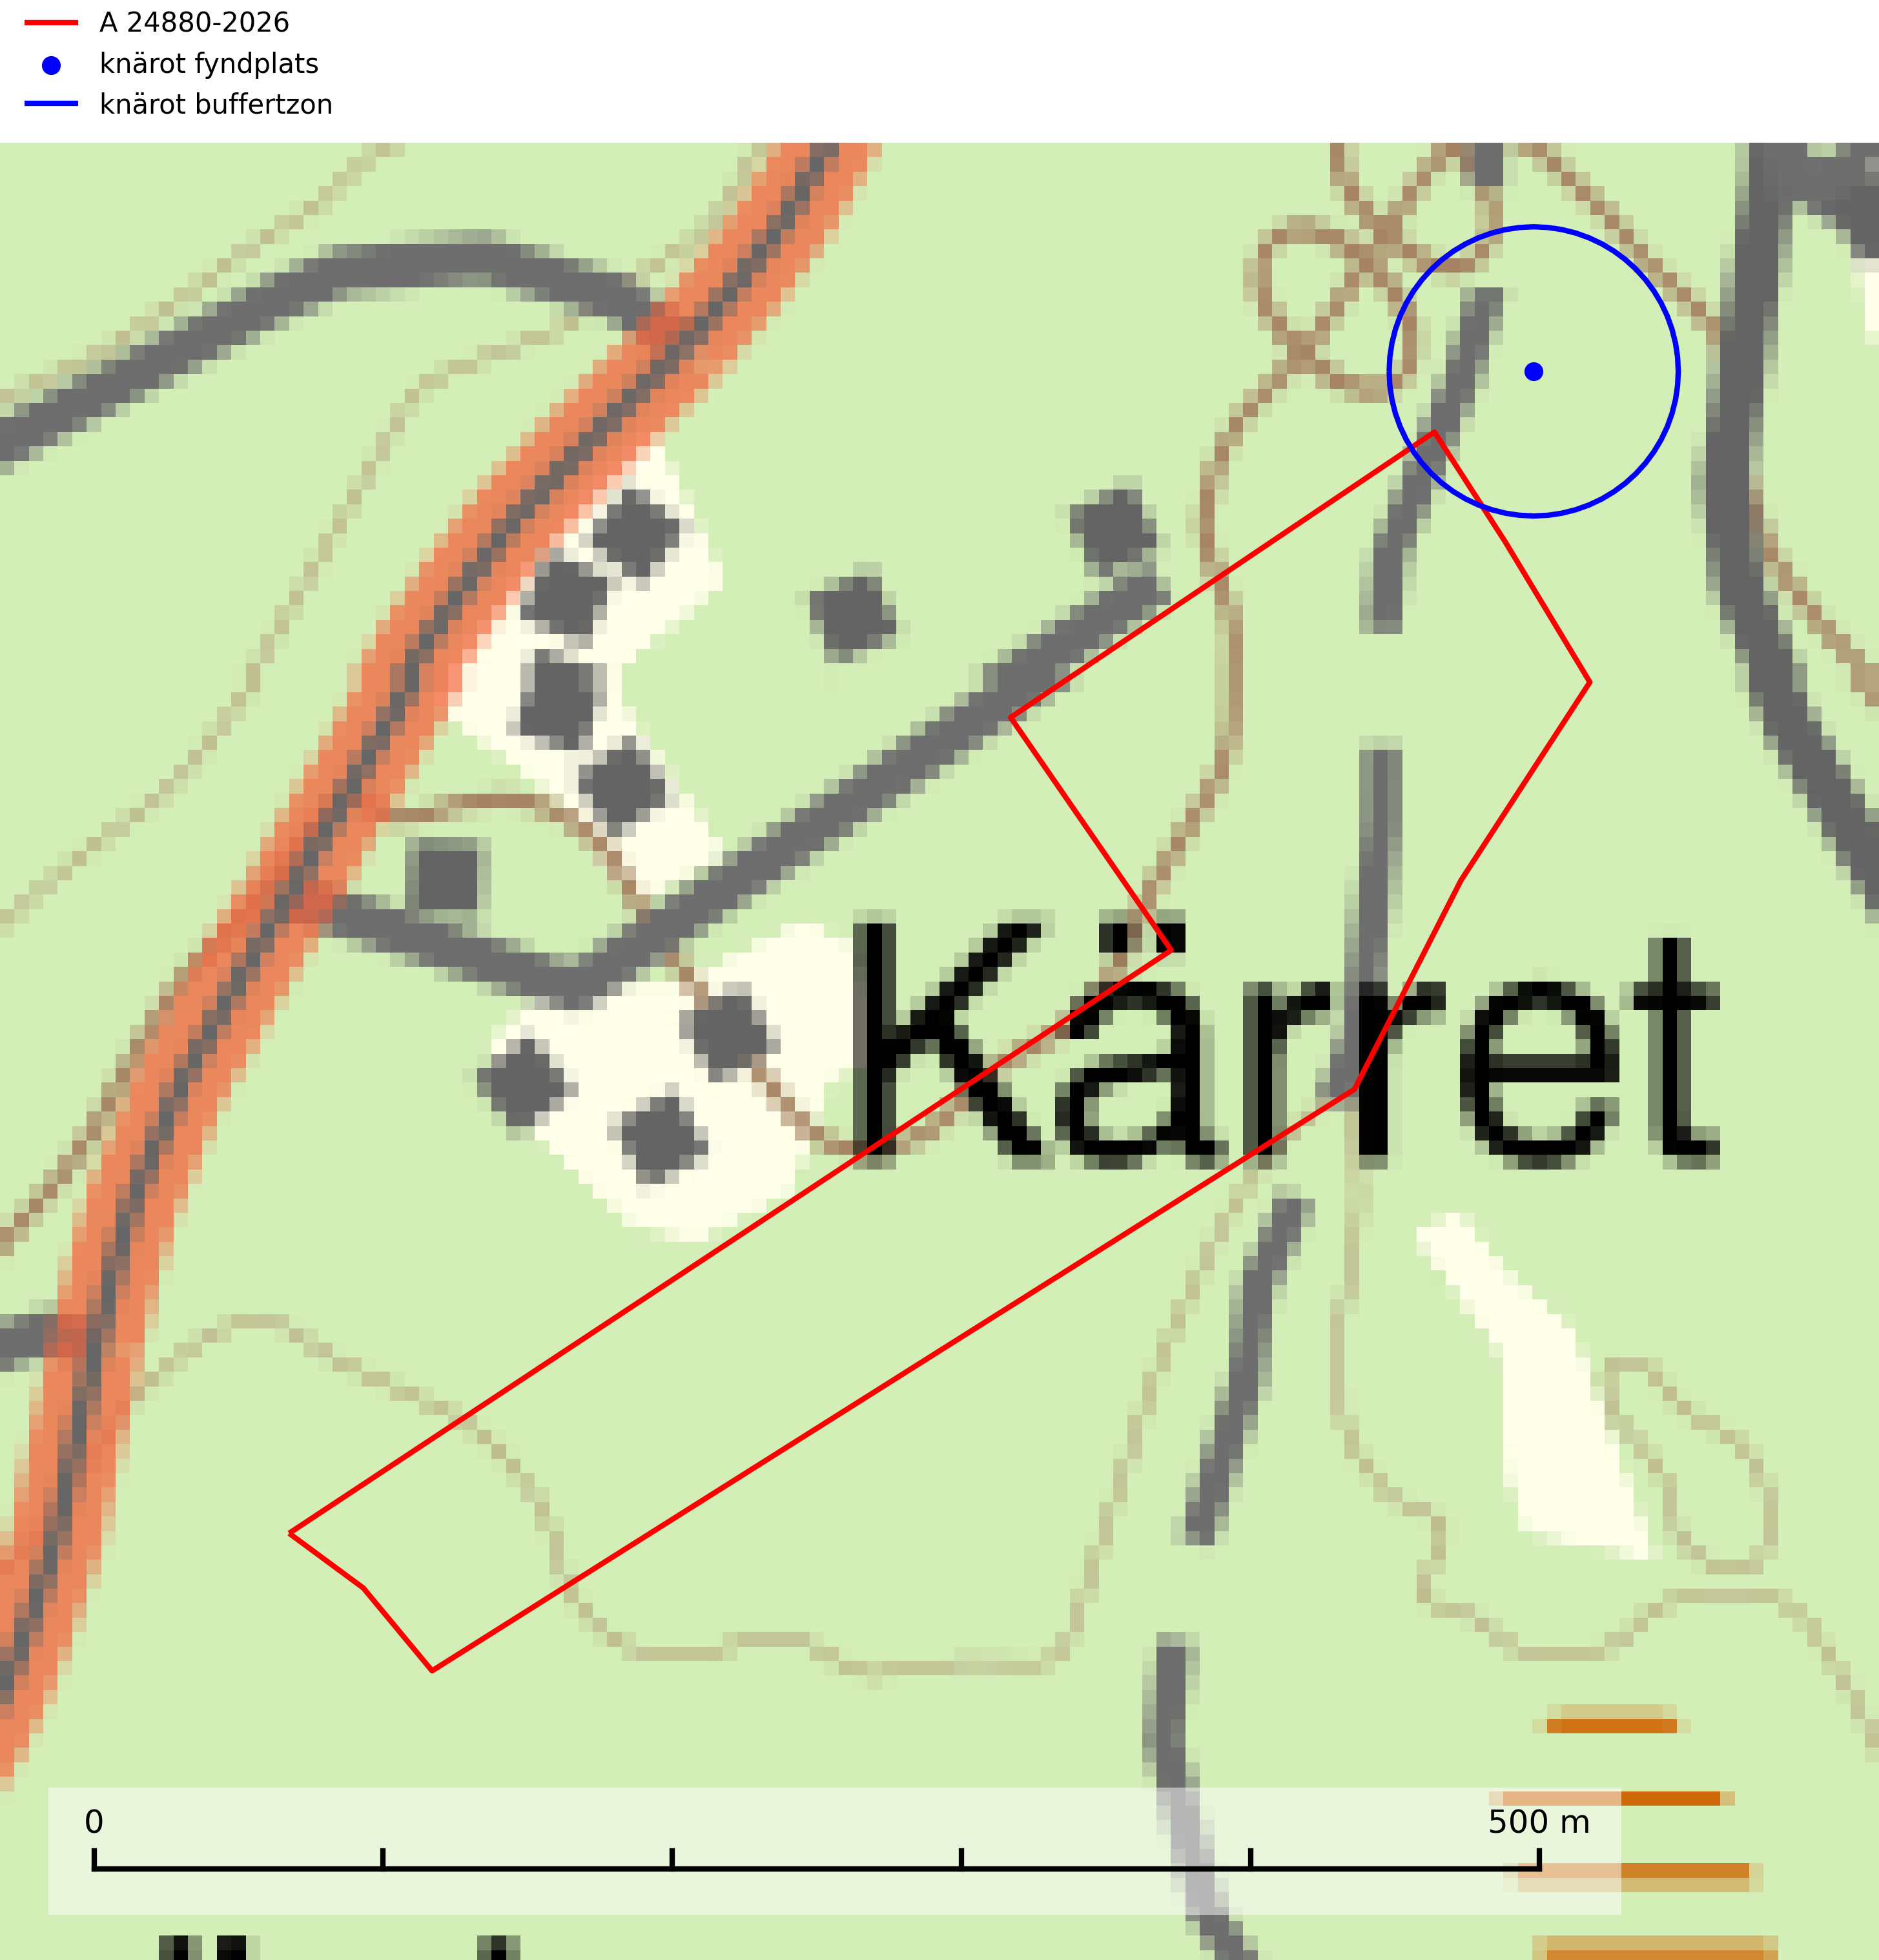 A 24880-2026
knärot fyndplats
knärot buffertzon
Kärret
0 500 m